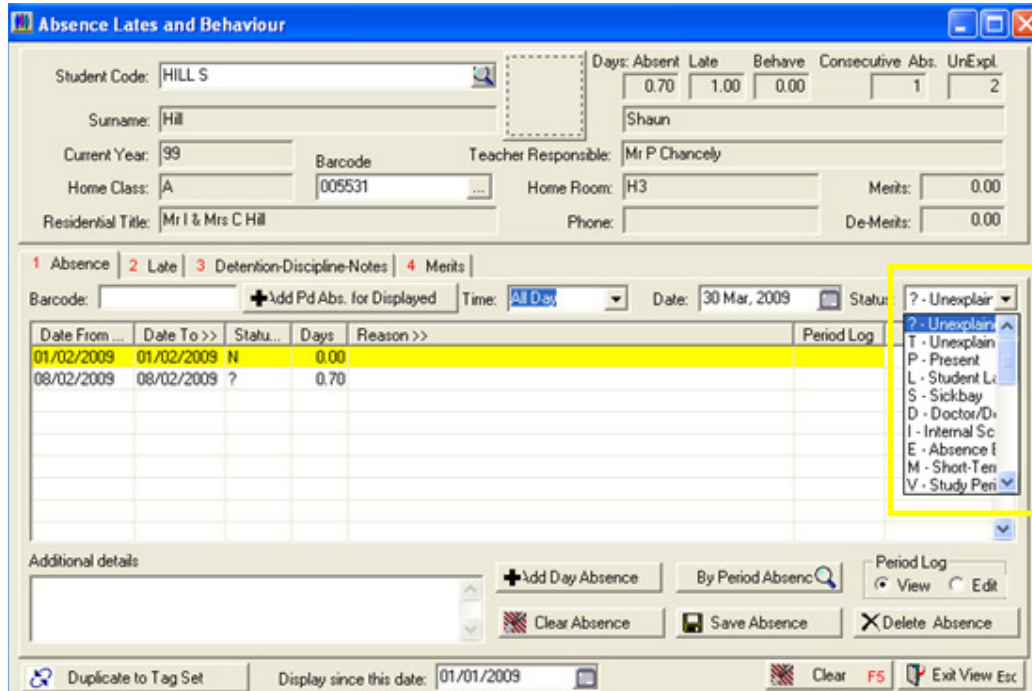 Absence Lates and Behaviour
Days: Absent Late Behave Consecutive Abs. UnExpl.
Student Code: HILL S 0.70 1.00 0.00 1 2
Surname: Hill Shaun
Current Year: 99 Barcode Teacher Responsible: Mr P Chancely
Home Class: A 005531 ... Home Room: H3 Merits: 0.00
Residential Title: Mr I & Mrs C Hill Phone: De-Merits: 0.00
1 Absence 2 Late 3 Detention-Discipline-Notes 4 Merits
Barcode: Add Pd Abs. for Displayed Time: All Day Date: 30 Mar, 2009 Status: ? - Unexplair
Date From ... Date To >> Statu... Days Reason >> Period Log
01/02/2009 01/02/2009 N 0.00
08/02/2009 08/02/2009 ? 0.70
? - Unexplain
T - Unexplain
P - Present
L - Student La
S - Sickbay
D - Doctor/De
I - Internal Sc
E - Absence E
M - Short-Ten
V - Study Peri
Additional details
Add Day Absence By Period Absenc Period Log
View Edit
Clear Absence Save Absence Delete Absence
Duplicate to Tag Set Display since this date: 01/01/2009 Clear F5 Exit View Esc